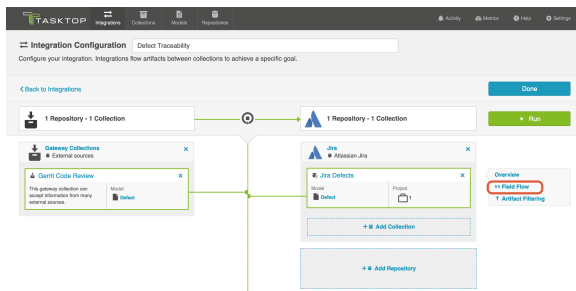 TASKTOP
Integrations
Collections
Models
Repositories
Activity
Metrics
Help
Settings
Integration Configuration
Defect Traceability
Configure your integration. Integrations flow artifacts between collections to achieve a specific goal.
Back to Integrations
Done
1 Repository - 1 Collection
1 Repository - 1 Collection
Run
Gateway Collections
External sources
Gerrit Code Review
This gateway collection can
accept information from many
external sources.
Model
Defect
Jira
Atlassian Jira
Jira Defects
Model
Defect
Project
1
+ Add Collection
+ Add Repository
Overview
Field Flow
Artifact Filtering